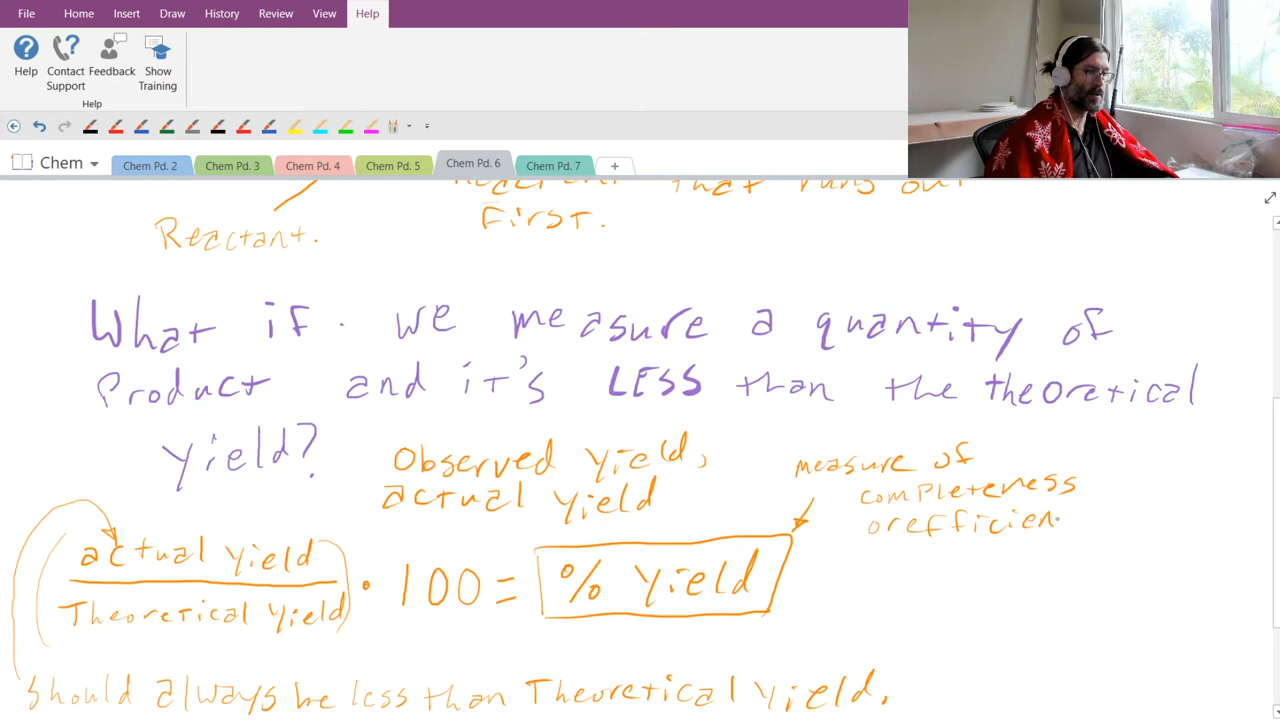 File Home Insert Draw History Review View Help
Help Contact Support Feedback Show Training
Help
Chem Chem Pd. 2 Chem Pd. 3 Chem Pd. 4 Chem Pd. 5 Chem Pd. 6 Chem Pd. 7 +
that runs out
Reactant. First.
What if we measure a quantity of
Product and it's LESS than the theoretical
yield?
Observed yield,
actual yield
measure of
completeness
or efficien
actual yield
Theoretical yield
• 100 = % yield
should always be less than Theoretical yield.